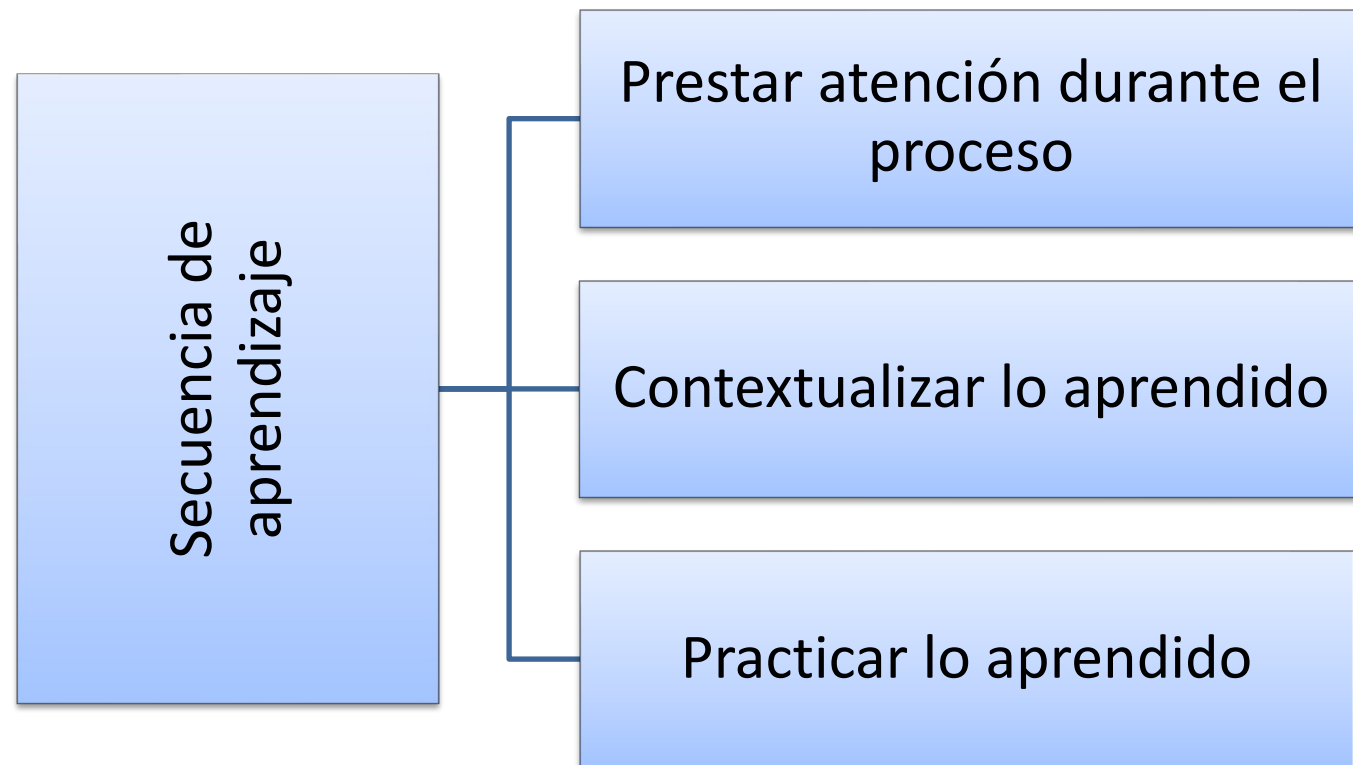 Secuencia de
aprendizaje
Prestar atención durante el
proceso
Contextualizar lo aprendido
Practicar lo aprendido